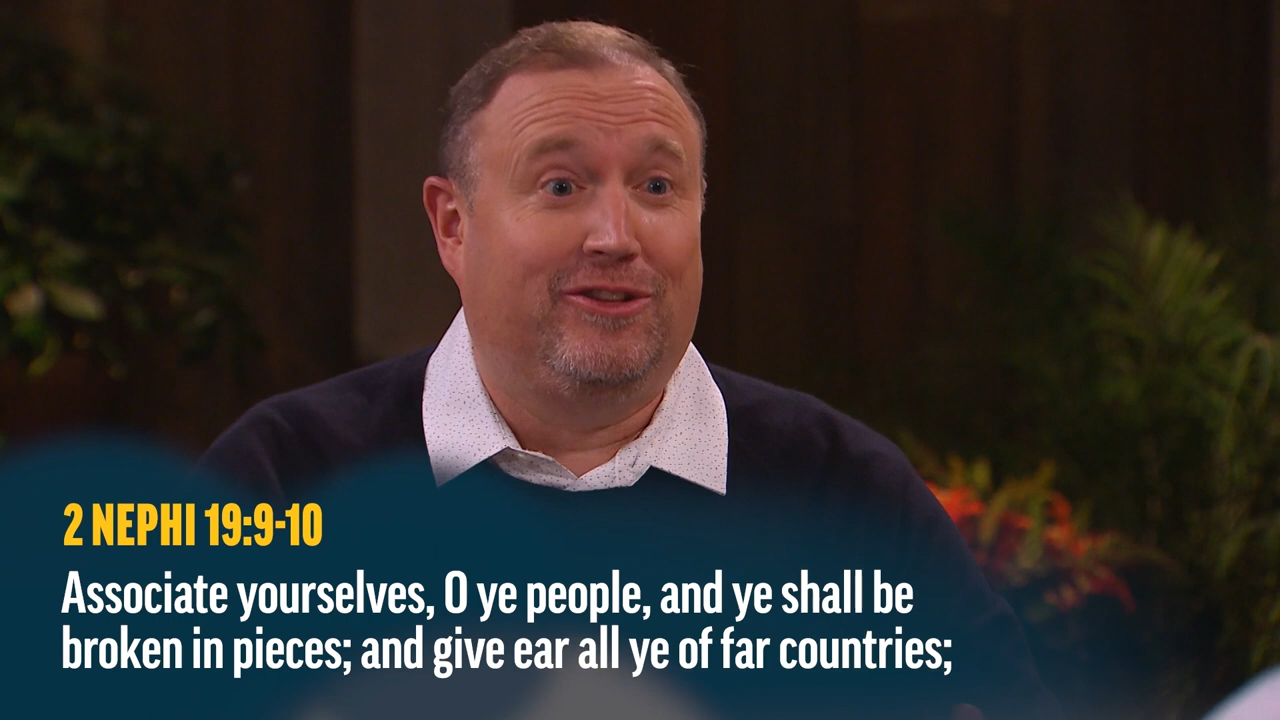 2 NEPHI 19:9-10
Associate yourselves, O ye people, and ye shall be
broken in pieces; and give ear all ye of far countries;